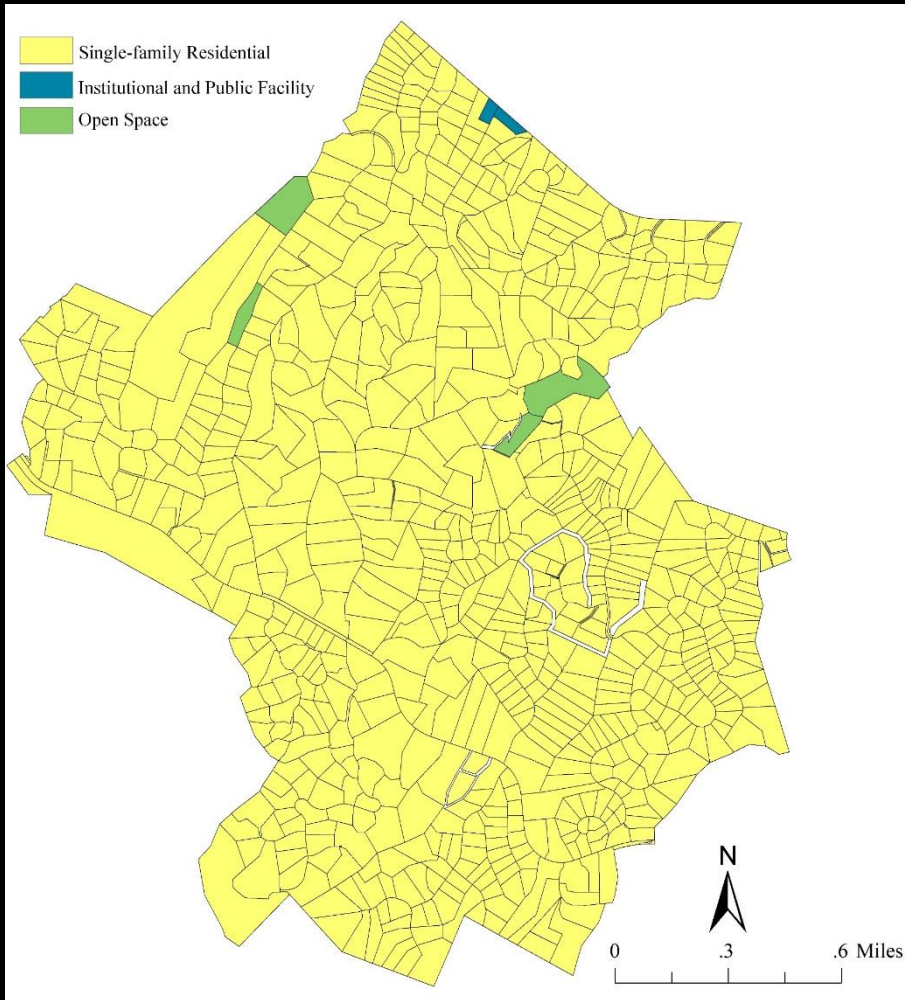 Single-family Residential
Institutional and Public Facility
Open Space
N
0 .3 .6 Miles